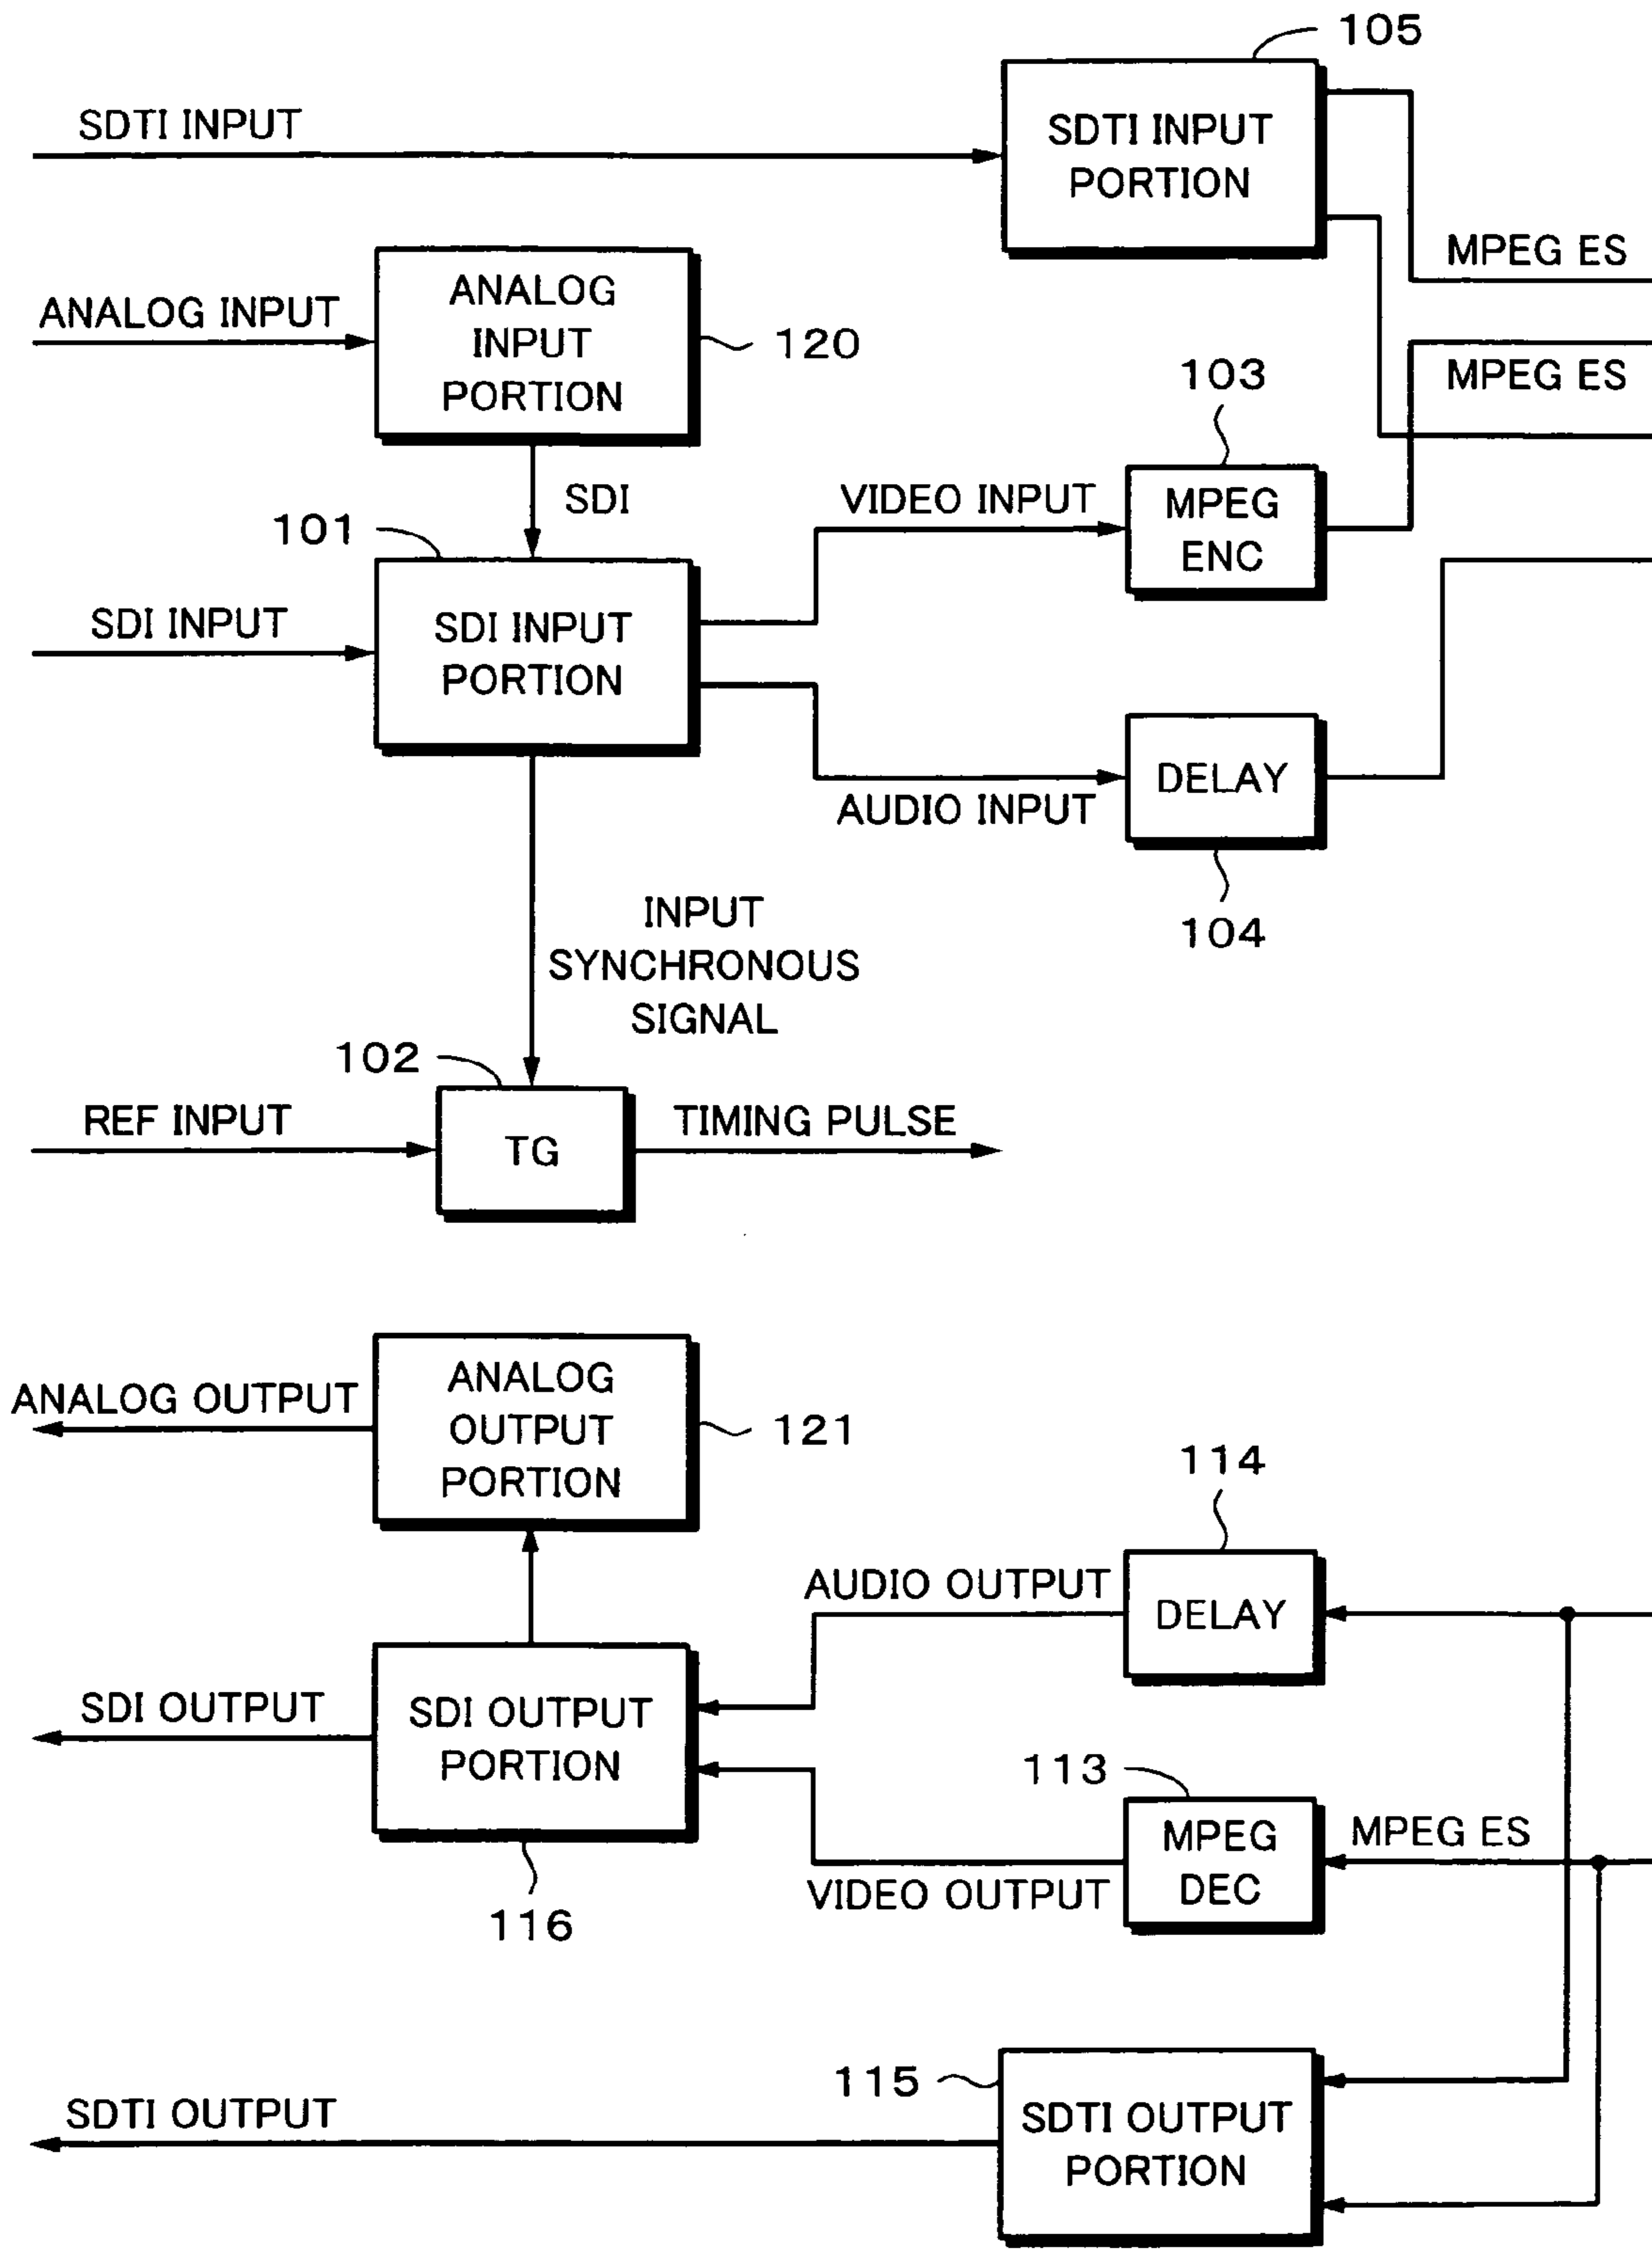 105
SDTI INPUT
SDTI INPUT
PORTION
MPEG ES
ANALOG INPUT
ANALOG
INPUT
PORTION
120
MPEG ES
103
SDI
VIDEO INPUT
MPEG
ENC
101
SDI INPUT
SDI INPUT
PORTION
DELAY
AUDIO INPUT
104
INPUT
SYNCHRONOUS
SIGNAL
102
REF INPUT
TG
TIMING PULSE
ANALOG OUTPUT
ANALOG
OUTPUT
PORTION
121
114
AUDIO OUTPUT
DELAY
SDI OUTPUT
SDI OUTPUT
PORTION
113
MPEG
DEC
MPEG ES
VIDEO OUTPUT
116
115
SDTI OUTPUT
SDTI OUTPUT
PORTION